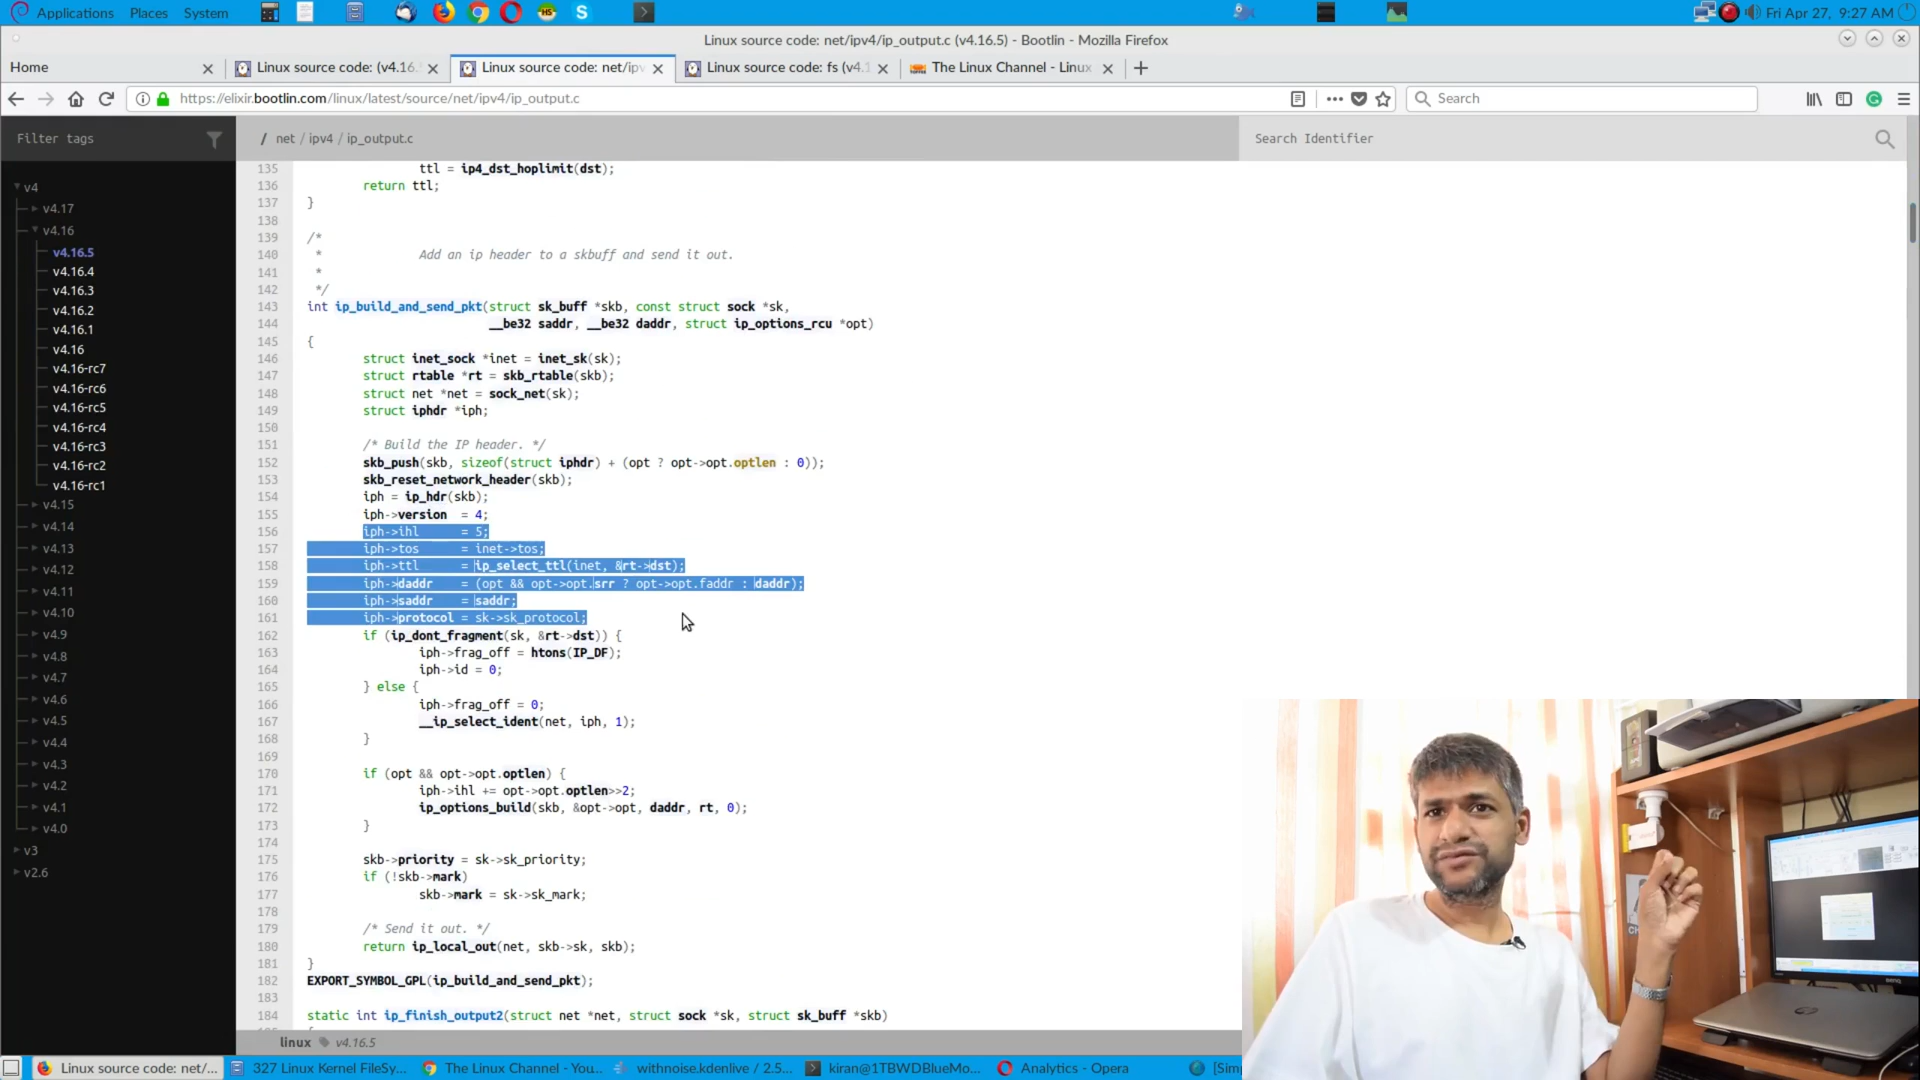 Applications Places System
Fri Apr 27, 9:27 AM
Linux source code: net/ipv4/ip_output.c (v4.16.5) - Bootlin - Mozilla Firefox
Home
Linux source code: (v4.16.
Linux source code: net/ipv
Linux source code: fs (v4.1
The Linux Channel - Linux
https://elixir.bootlin.com/linux/latest/source/net/ipv4/ip_output.c
Search
Filter tags
/ net / ipv4 / ip_output.c
Search Identifier
v4
v4.17
v4.16
v4.16.5
v4.16.4
v4.16.3
v4.16.2
v4.16.1
v4.16
v4.16-rc7
v4.16-rc6
v4.16-rc5
v4.16-rc4
v4.16-rc3
v4.16-rc2
v4.16-rc1
v4.15
v4.14
v4.13
v4.12
v4.11
v4.10
v4.9
v4.8
v4.7
v4.6
v4.5
v4.4
v4.3
v4.2
v4.1
v4.0
v3
v2.6
135 ttl = ip4_dst_hoplimit(dst);
136 return ttl;
137 }
138
139 /*
140 * Add an ip header to a skbuff and send it out.
141 *
142 */
143 int ip_build_and_send_pkt(struct sk_buff *skb, const struct sock *sk,
144 __be32 saddr, __be32 daddr, struct ip_options_rcu *opt)
145 {
146 struct inet_sock *inet = inet_sk(sk);
147 struct rtable *rt = skb_rtable(skb);
148 struct net *net = sock_net(sk);
149 struct iphdr *iph;
150
151 /* Build the IP header. */
152 skb_push(skb, sizeof(struct iphdr) + (opt ? opt->opt.optlen : 0));
153 skb_reset_network_header(skb);
154 iph = ip_hdr(skb);
155 iph->version = 4;
156 iph->ihl = 5;
157 iph->tos = inet->tos;
158 iph->ttl = ip_select_ttl(inet, &rt->dst);
159 iph->daddr = (opt && opt->opt.srr ? opt->opt.faddr : daddr);
160 iph->saddr = saddr;
161 iph->protocol = sk->sk_protocol;
162 if (ip_dont_fragment(sk, &rt->dst)) {
163 iph->frag_off = htons(IP_DF);
164 iph->id = 0;
165 } else {
166 iph->frag_off = 0;
167 __ip_select_ident(net, iph, 1);
168 }
169
170 if (opt && opt->opt.optlen) {
171 iph->ihl += opt->opt.optlen>>2;
172 ip_options_build(skb, &opt->opt, daddr, rt, 0);
173 }
174
175 skb->priority = sk->sk_priority;
176 if (!skb->mark)
177 skb->mark = sk->sk_mark;
178
179 /* Send it out. */
180 return ip_local_out(net, skb->sk, skb);
181 }
182 EXPORT_SYMBOL_GPL(ip_build_and_send_pkt);
183
184 static int ip_finish_output2(struct net *net, struct sock *sk, struct sk_buff *skb)
linux v4.16.5
Linux source code: net/... 327 Linux Kernel FileSy... The Linux Channel - You... withnoise.kdenlive / 2.5... kiran@1TBWDBlueMo... Analytics - Opera [Sim